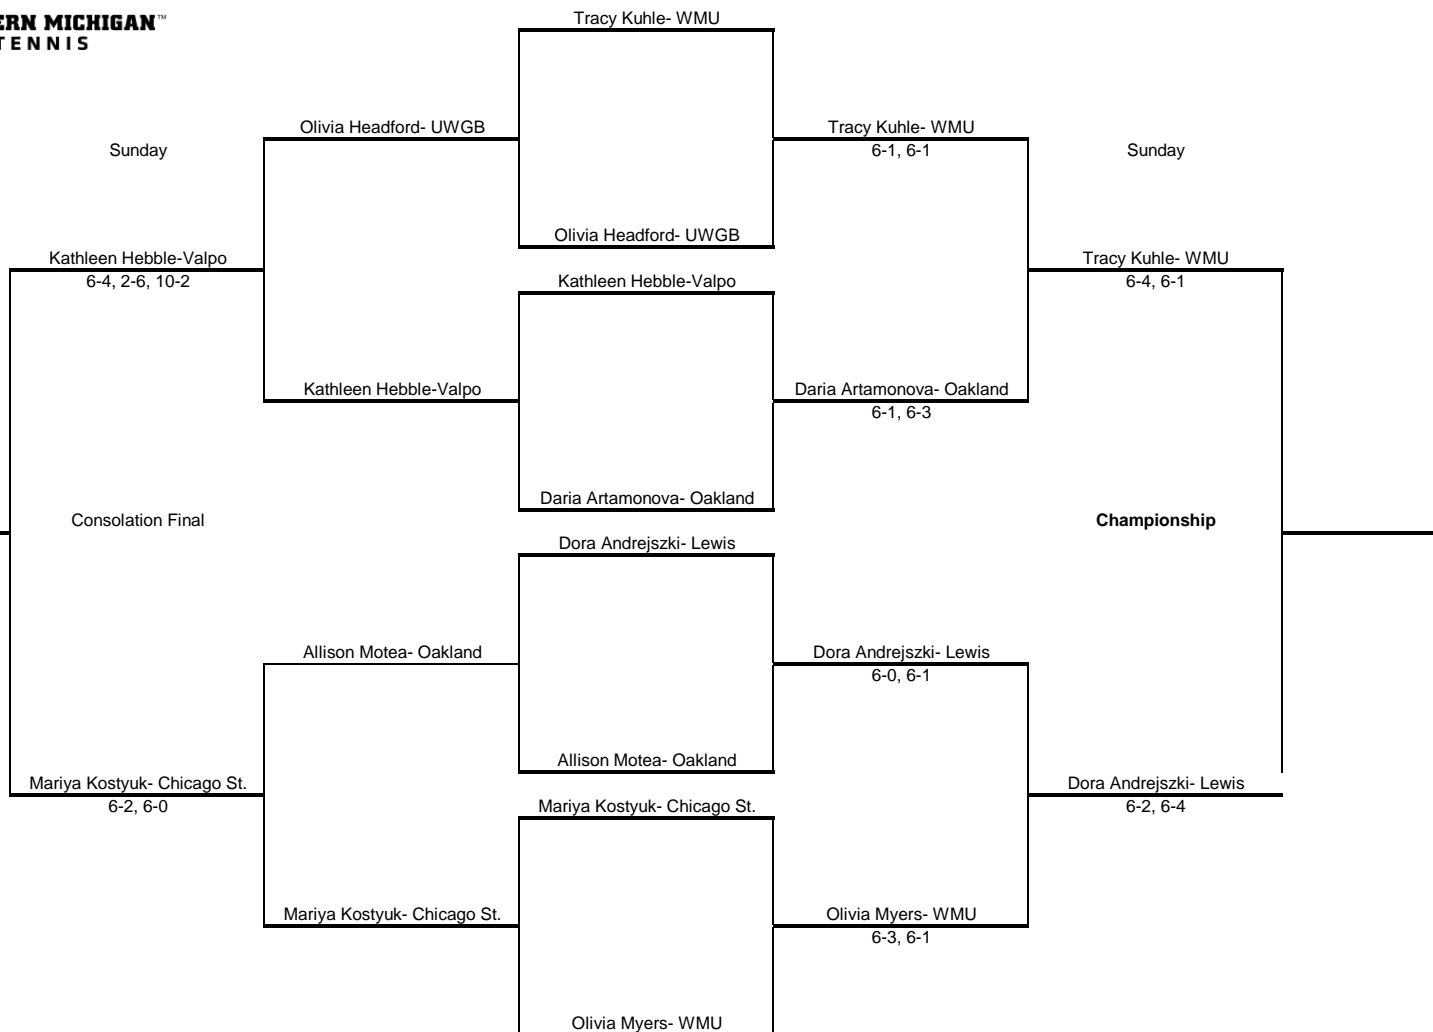 ERN MICHIGAN™
TENNIS
Tracy Kuhle- WMU
Olivia Headford- UWGB
Tracy Kuhle- WMU
6-1, 6-1
Sunday
Sunday
Olivia Headford- UWGB
Kathleen Hebble-Valpo
6-4, 2-6, 10-2
Tracy Kuhle- WMU
6-4, 6-1
Kathleen Hebble-Valpo
Kathleen Hebble-Valpo
Daria Artamonova- Oakland
6-1, 6-3
Daria Artamonova- Oakland
Consolation Final
Championship
Dora Andrejszki- Lewis
Allison Motea- Oakland
Dora Andrejszki- Lewis
6-0, 6-1
Allison Motea- Oakland
Mariya Kostyuk- Chicago St.
6-2, 6-0
Dora Andrejszki- Lewis
6-2, 6-4
Mariya Kostyuk- Chicago St.
Mariya Kostyuk- Chicago St.
Olivia Myers- WMU
6-3, 6-1
Olivia Myers- WMU